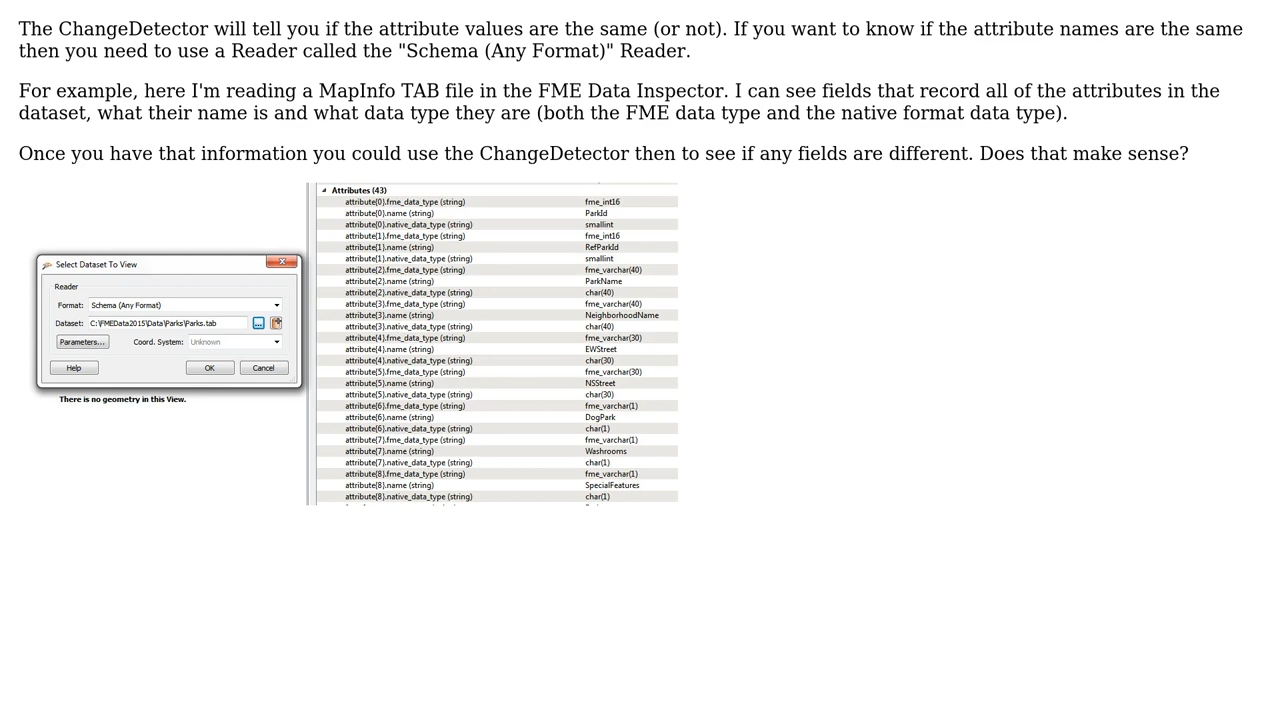 The ChangeDetector will tell you if the attribute values are the same (or not). If you want to know if the attribute names are the same
then you need to use a Reader called the "Schema (Any Format)" Reader.
For example, here I'm reading a MapInfo TAB file in the FME Data Inspector. I can see fields that record all of the attributes in the
dataset, what their name is and what data type they are (both the FME data type and the native format data type).
Once you have that information you could use the ChangeDetector then to see if any fields are different. Does that make sense?
Select Dataset To View
Reader
Format: Schema (Any Format)
Dataset: C:\FMEData2015\Data\Parks\Parks.tab ...
Parameters... Coord. System: Unknown
Help OK Cancel
There is no geometry in this View.
Attributes (43)
attribute{0}.fme_data_type (string) fme_int16
attribute{0}.name (string) ParkId
attribute{0}.native_data_type (string) smallint
attribute{1}.fme_data_type (string) fme_int16
attribute{1}.name (string) RefParkId
attribute{1}.native_data_type (string) smallint
attribute{2}.fme_data_type (string) fme_varchar(40)
attribute{2}.name (string) ParkName
attribute{2}.native_data_type (string) char(40)
attribute{3}.fme_data_type (string) fme_varchar(40)
attribute{3}.name (string) NeighborhoodName
attribute{3}.native_data_type (string) char(40)
attribute{4}.fme_data_type (string) fme_varchar(30)
attribute{4}.name (string) EWStreet
attribute{4}.native_data_type (string) char(30)
attribute{5}.fme_data_type (string) fme_varchar(30)
attribute{5}.name (string) NSStreet
attribute{5}.native_data_type (string) char(30)
attribute{6}.fme_data_type (string) fme_varchar(1)
attribute{6}.name (string) DogPark
attribute{6}.native_data_type (string) char(1)
attribute{7}.fme_data_type (string) fme_varchar(1)
attribute{7}.name (string) Washrooms
attribute{7}.native_data_type (string) char(1)
attribute{8}.fme_data_type (string) fme_varchar(1)
attribute{8}.name (string) SpecialFeatures
attribute{8}.native_data_type (string) char(1)